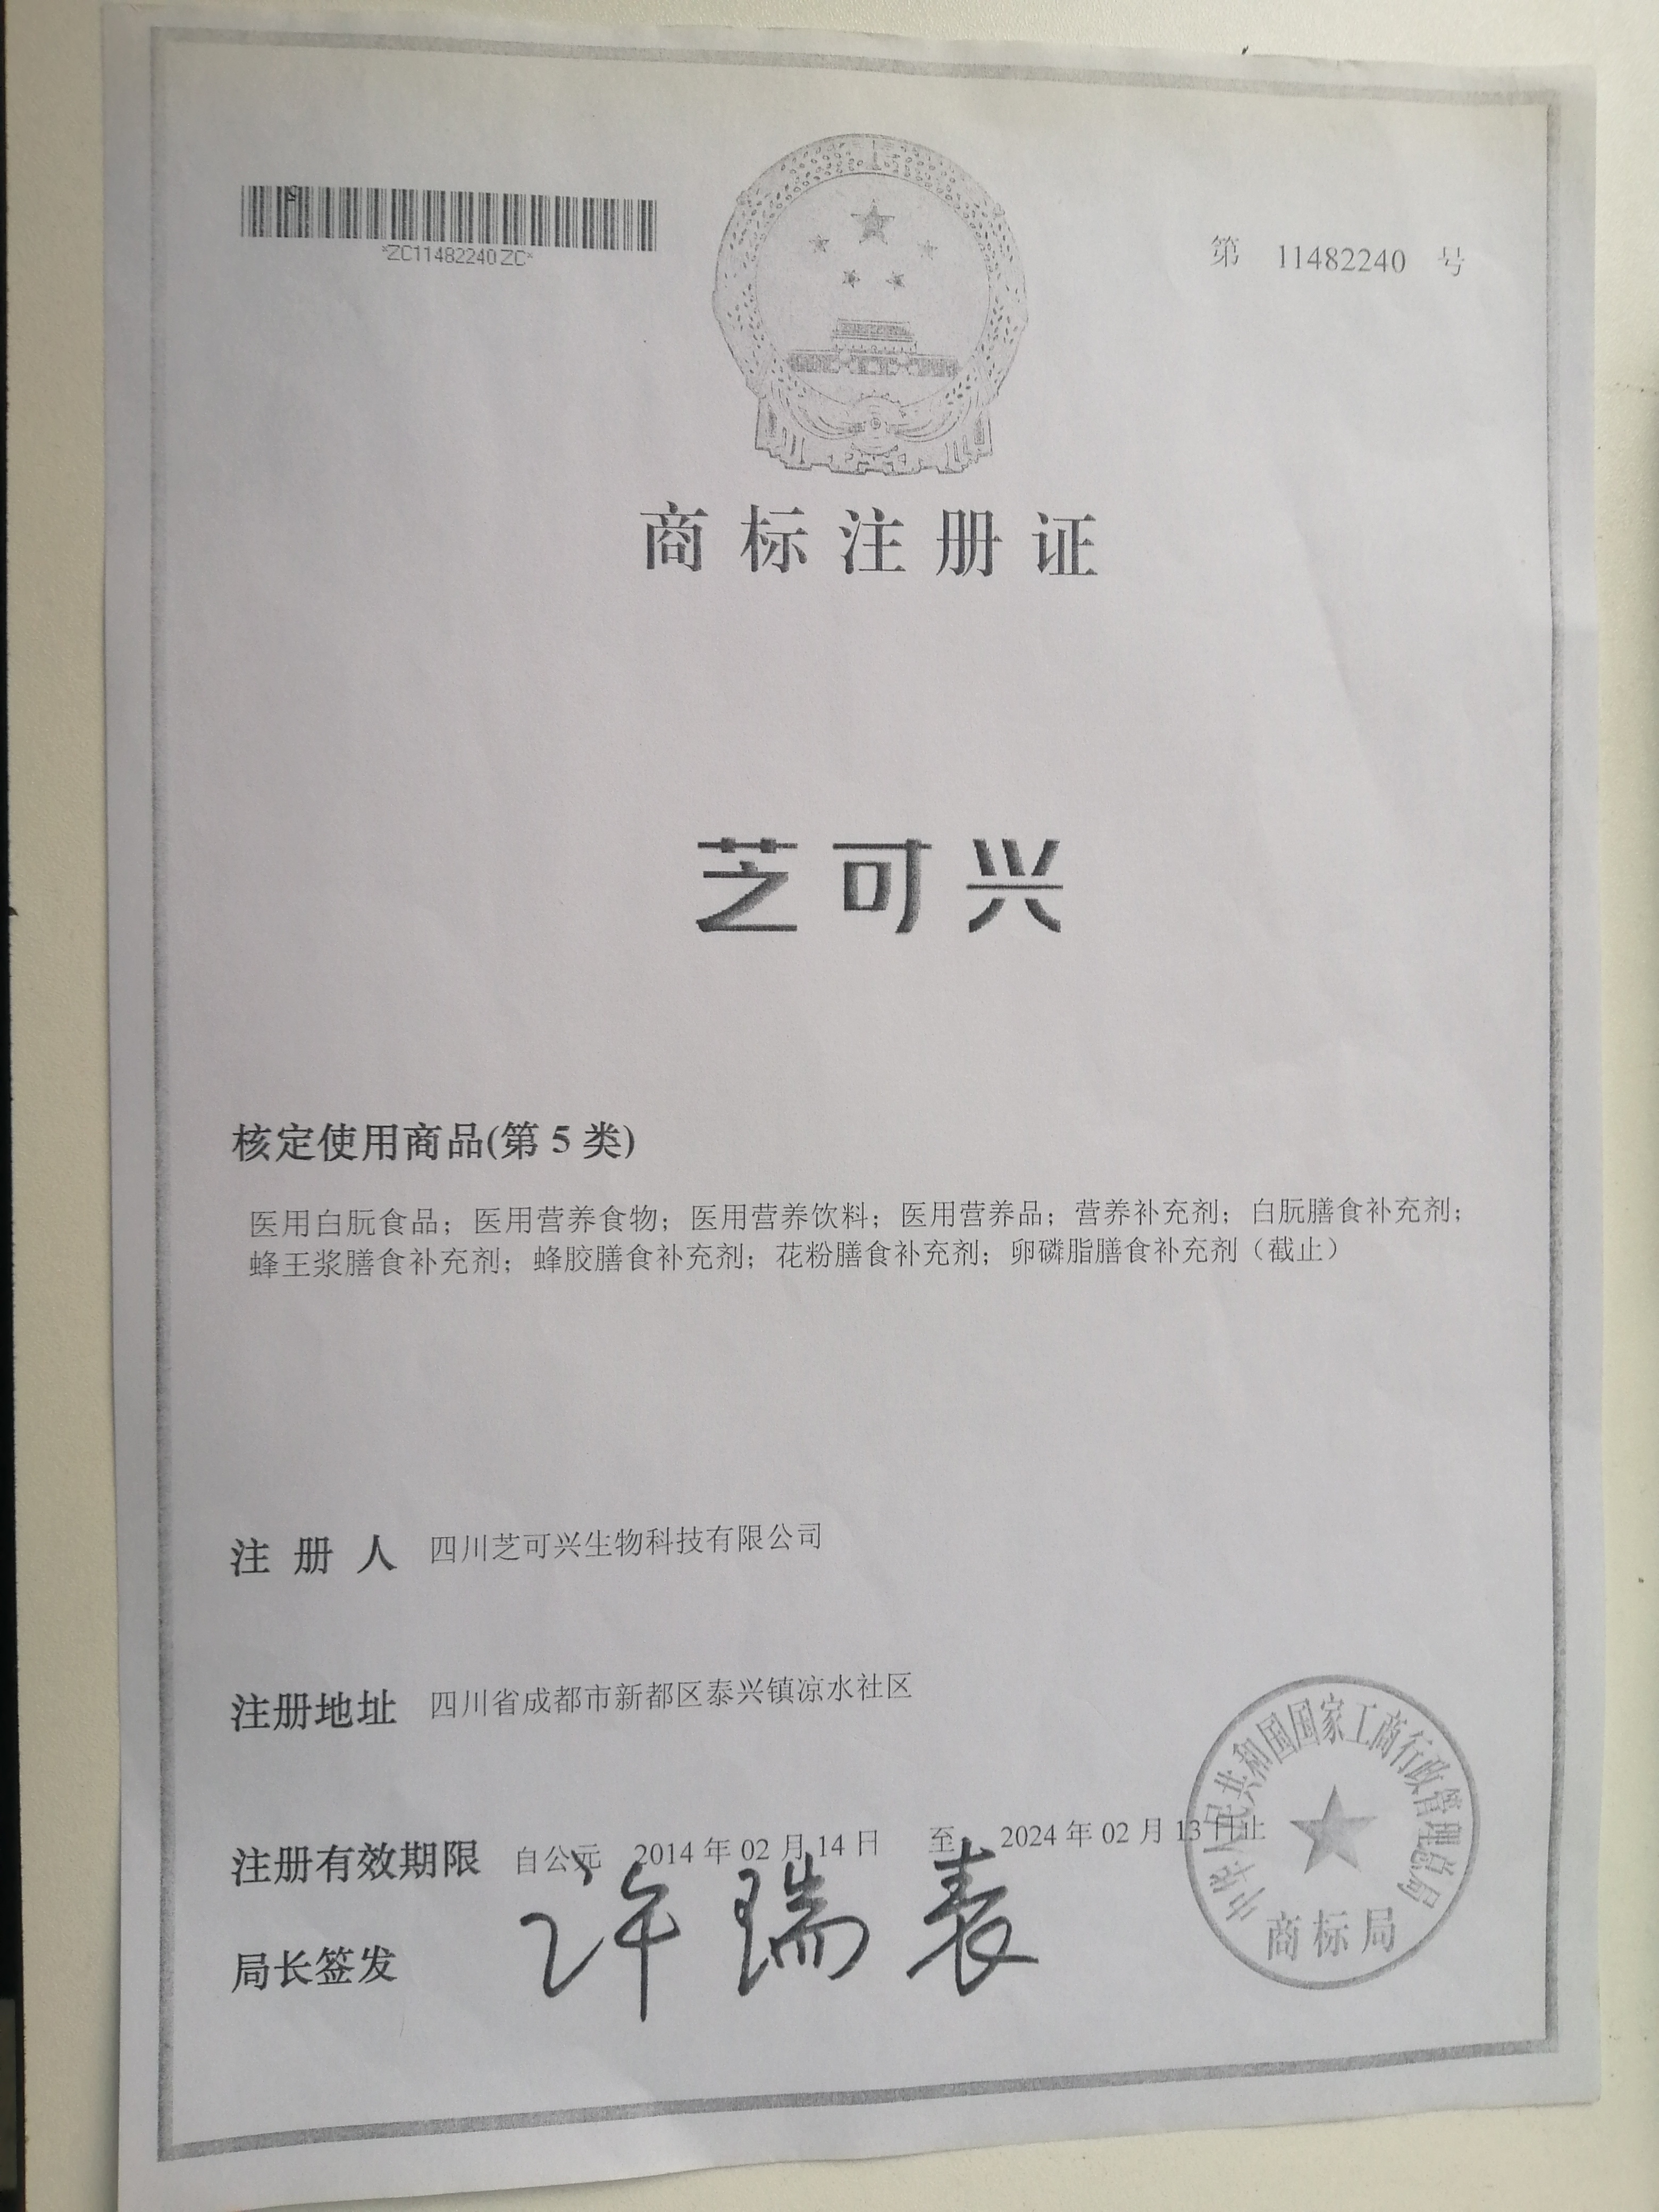 *ZC11482240ZC*
第 11482240 号
商标注册证
芝可兴
核定使用商品(第 5 类)
医用白朊食品；医用营养食物；医用营养饮料；医用营养品；营养补充剂；白朊膳食补充剂；
蜂王浆膳食补充剂；蜂胶膳食补充剂；花粉膳食补充剂；卵磷脂膳食补充剂（截止）
注册人 四川芝可兴生物科技有限公司
注册地址 四川省成都市新都区泰兴镇凉水社区
注册有效期限 自公元 2014 年 02 月 14 日 至 2024 年 02 月 13 日止
局长签发 许瑞表
中华人民共和国国家工商行政管理总局
商标局